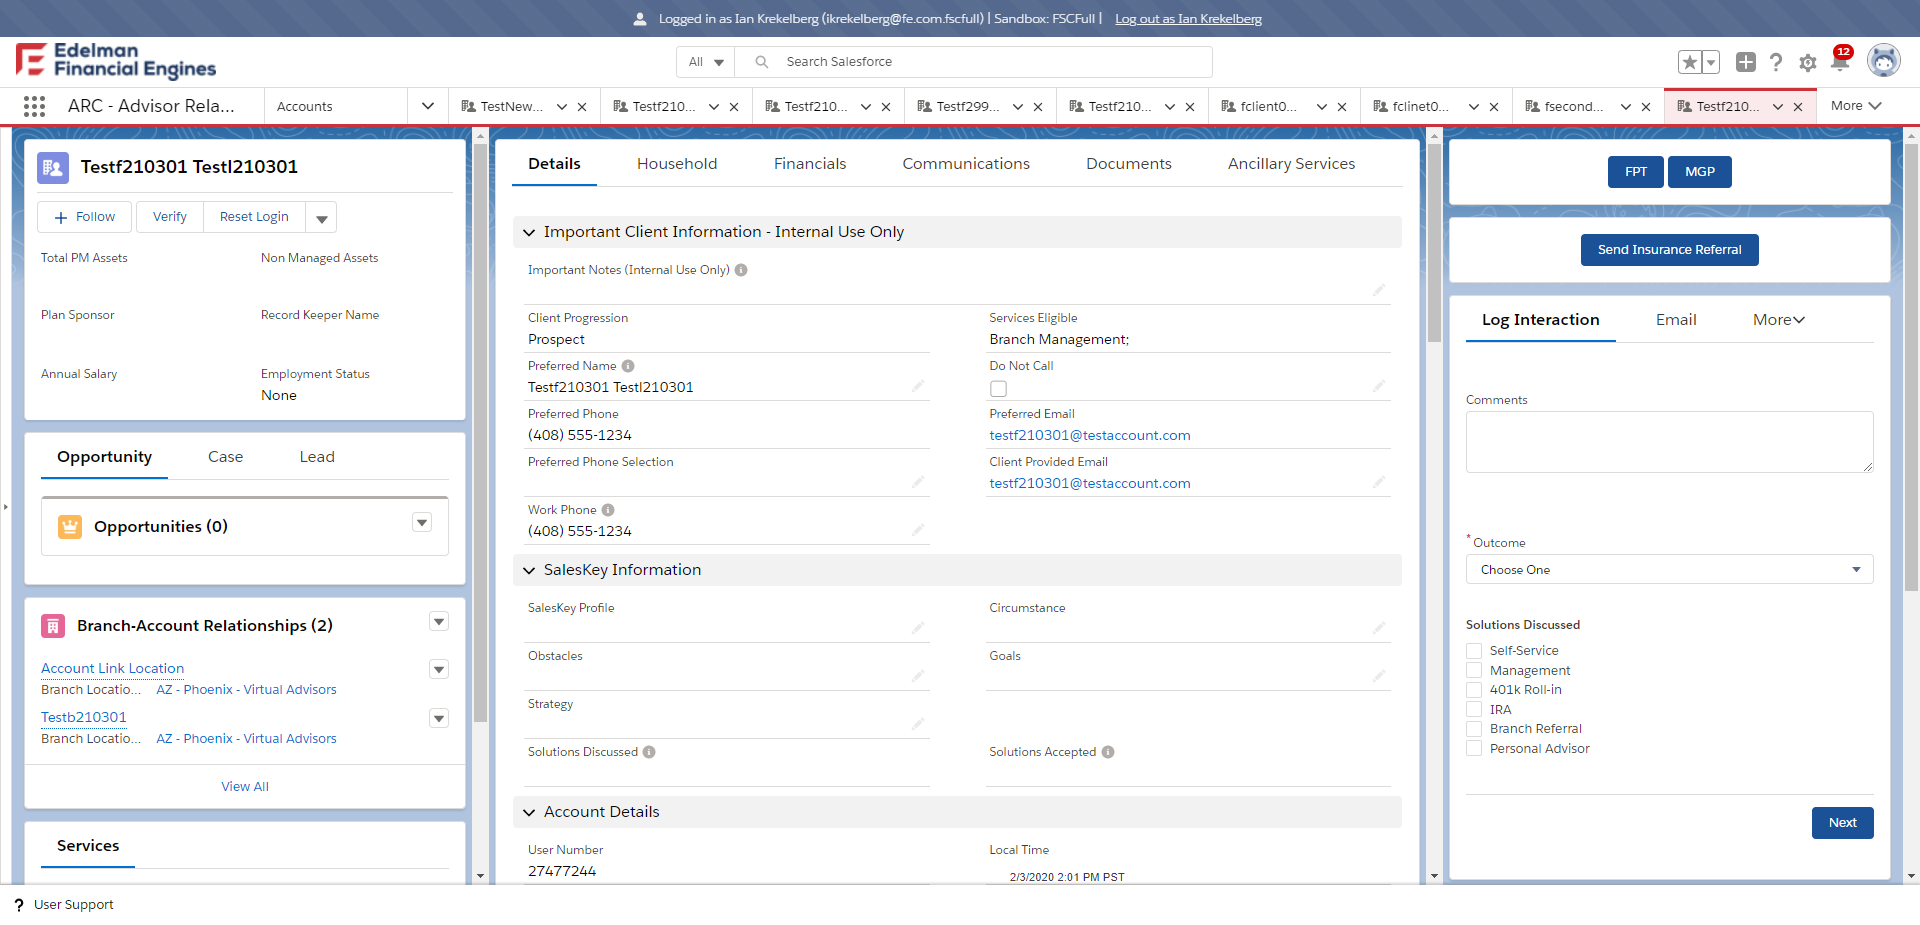 Logged in as Ian Krekelberg (ikrekelberg@fe.com.fscfull) | Sandbox: FSCFull | Log out as Ian Krekelberg
Edelman
Financial Engines
All
Search Salesforce
12
ARC - Advisor Rela...
Accounts
TestNew...
Testf210...
Testf210...
Testf299...
Testf210...
fclient0...
fclinet0...
fsecond...
Testf210...
More
Testf210301 Testl210301
Follow
Verify
Reset Login
Total PM Assets
Non Managed Assets
Plan Sponsor
Record Keeper Name
Annual Salary
Employment Status
None
Opportunity
Case
Lead
Opportunities (0)
Branch-Account Relationships (2)
Account Link Location
Branch Locatio... AZ - Phoenix - Virtual Advisors
Testb210301
Branch Locatio... AZ - Phoenix - Virtual Advisors
View All
Services
Details
Household
Financials
Communications
Documents
Ancillary Services
Important Client Information - Internal Use Only
Important Notes (Internal Use Only)
Client Progression
Prospect
Services Eligible
Branch Management;
Preferred Name
Testf210301 Testl210301
Do Not Call
Preferred Phone
(408) 555-1234
Preferred Email
testf210301@testaccount.com
Preferred Phone Selection
Client Provided Email
testf210301@testaccount.com
Work Phone
(408) 555-1234
SalesKey Information
SalesKey Profile
Circumstance
Obstacles
Goals
Strategy
Solutions Discussed
Solutions Accepted
Account Details
User Number
27477244
Local Time
2/3/2020 2:01 PM PST
FPT
MGP
Send Insurance Referral
Log Interaction
Email
More
Comments
*Outcome
Choose One
Solutions Discussed
Self-Service
Management
401k Roll-in
IRA
Branch Referral
Personal Advisor
Next
? User Support